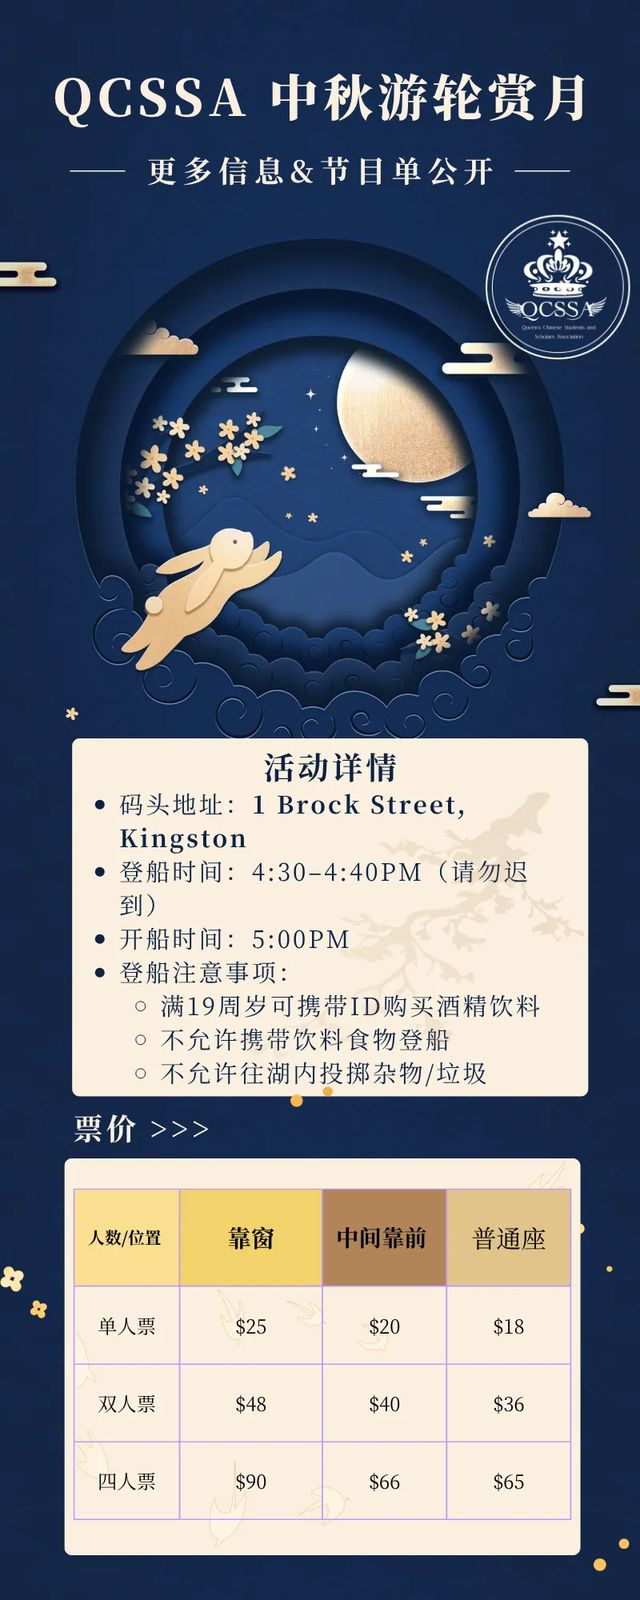 QCSSA 中秋游轮赏月
更多信息&节目单公开
QCSSA
Queen's Chinese Students and
Scholars Association
活动详情
码头地址：1 Brock Street,
Kingston
登船时间：4:30–4:40PM（请勿迟
到）
开船时间：5:00PM
登船注意事项：
满19周岁可携带ID购买酒精饮料
不允许携带饮料食物登船
不允许往湖内投掷杂物/垃圾
票价 >>>
人数/位置 靠窗 中间靠前 普通座
单人票 $25 $20 $18
双人票 $48 $40 $36
四人票 $90 $66 $65